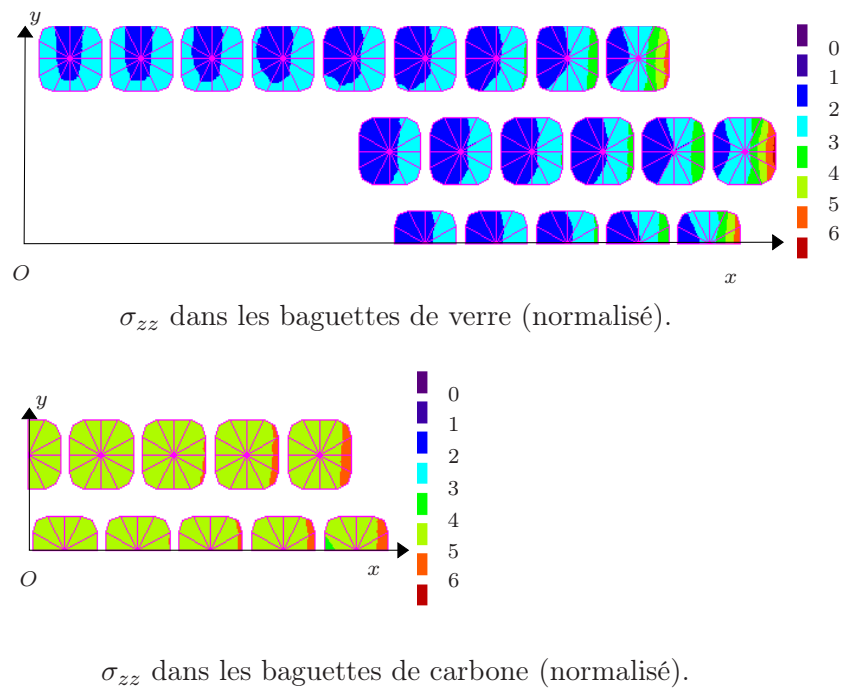 y
0
1
2
3
4
5
6
O
x
σzz dans les baguettes de verre (normalisé).
y
0
1
2
3
4
5
6
O
x
σzz dans les baguettes de carbone (normalisé).